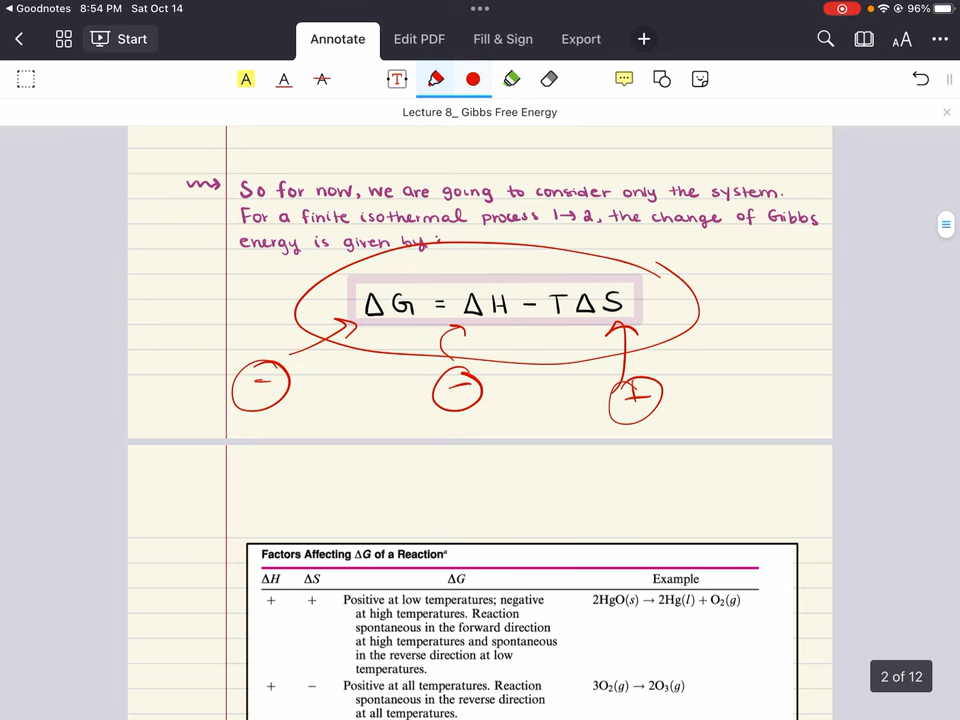 Goodnotes 8:54 PM Sat Oct 14 96%
Start Annotate Edit PDF Fill & Sign Export
A A A T
Lecture 8_ Gibbs Free Energy
So for now, we are going to consider only the system.
For a finite isothermal process 1→2, the change of Gibbs
energy is given by:
ΔG = ΔH - TΔS
- - +
Factors Affecting ΔG of a Reactionᵃ
ΔH ΔS ΔG Example
+ + Positive at low temperatures; negative 2HgO(s) → 2Hg(l) + O₂(g)
at high temperatures. Reaction
spontaneous in the forward direction
at high temperatures and spontaneous
in the reverse direction at low
temperatures.
+ − Positive at all temperatures. Reaction 3O₂(g) → 2O₃(g)
spontaneous in the reverse direction
at all temperatures.
2 of 12